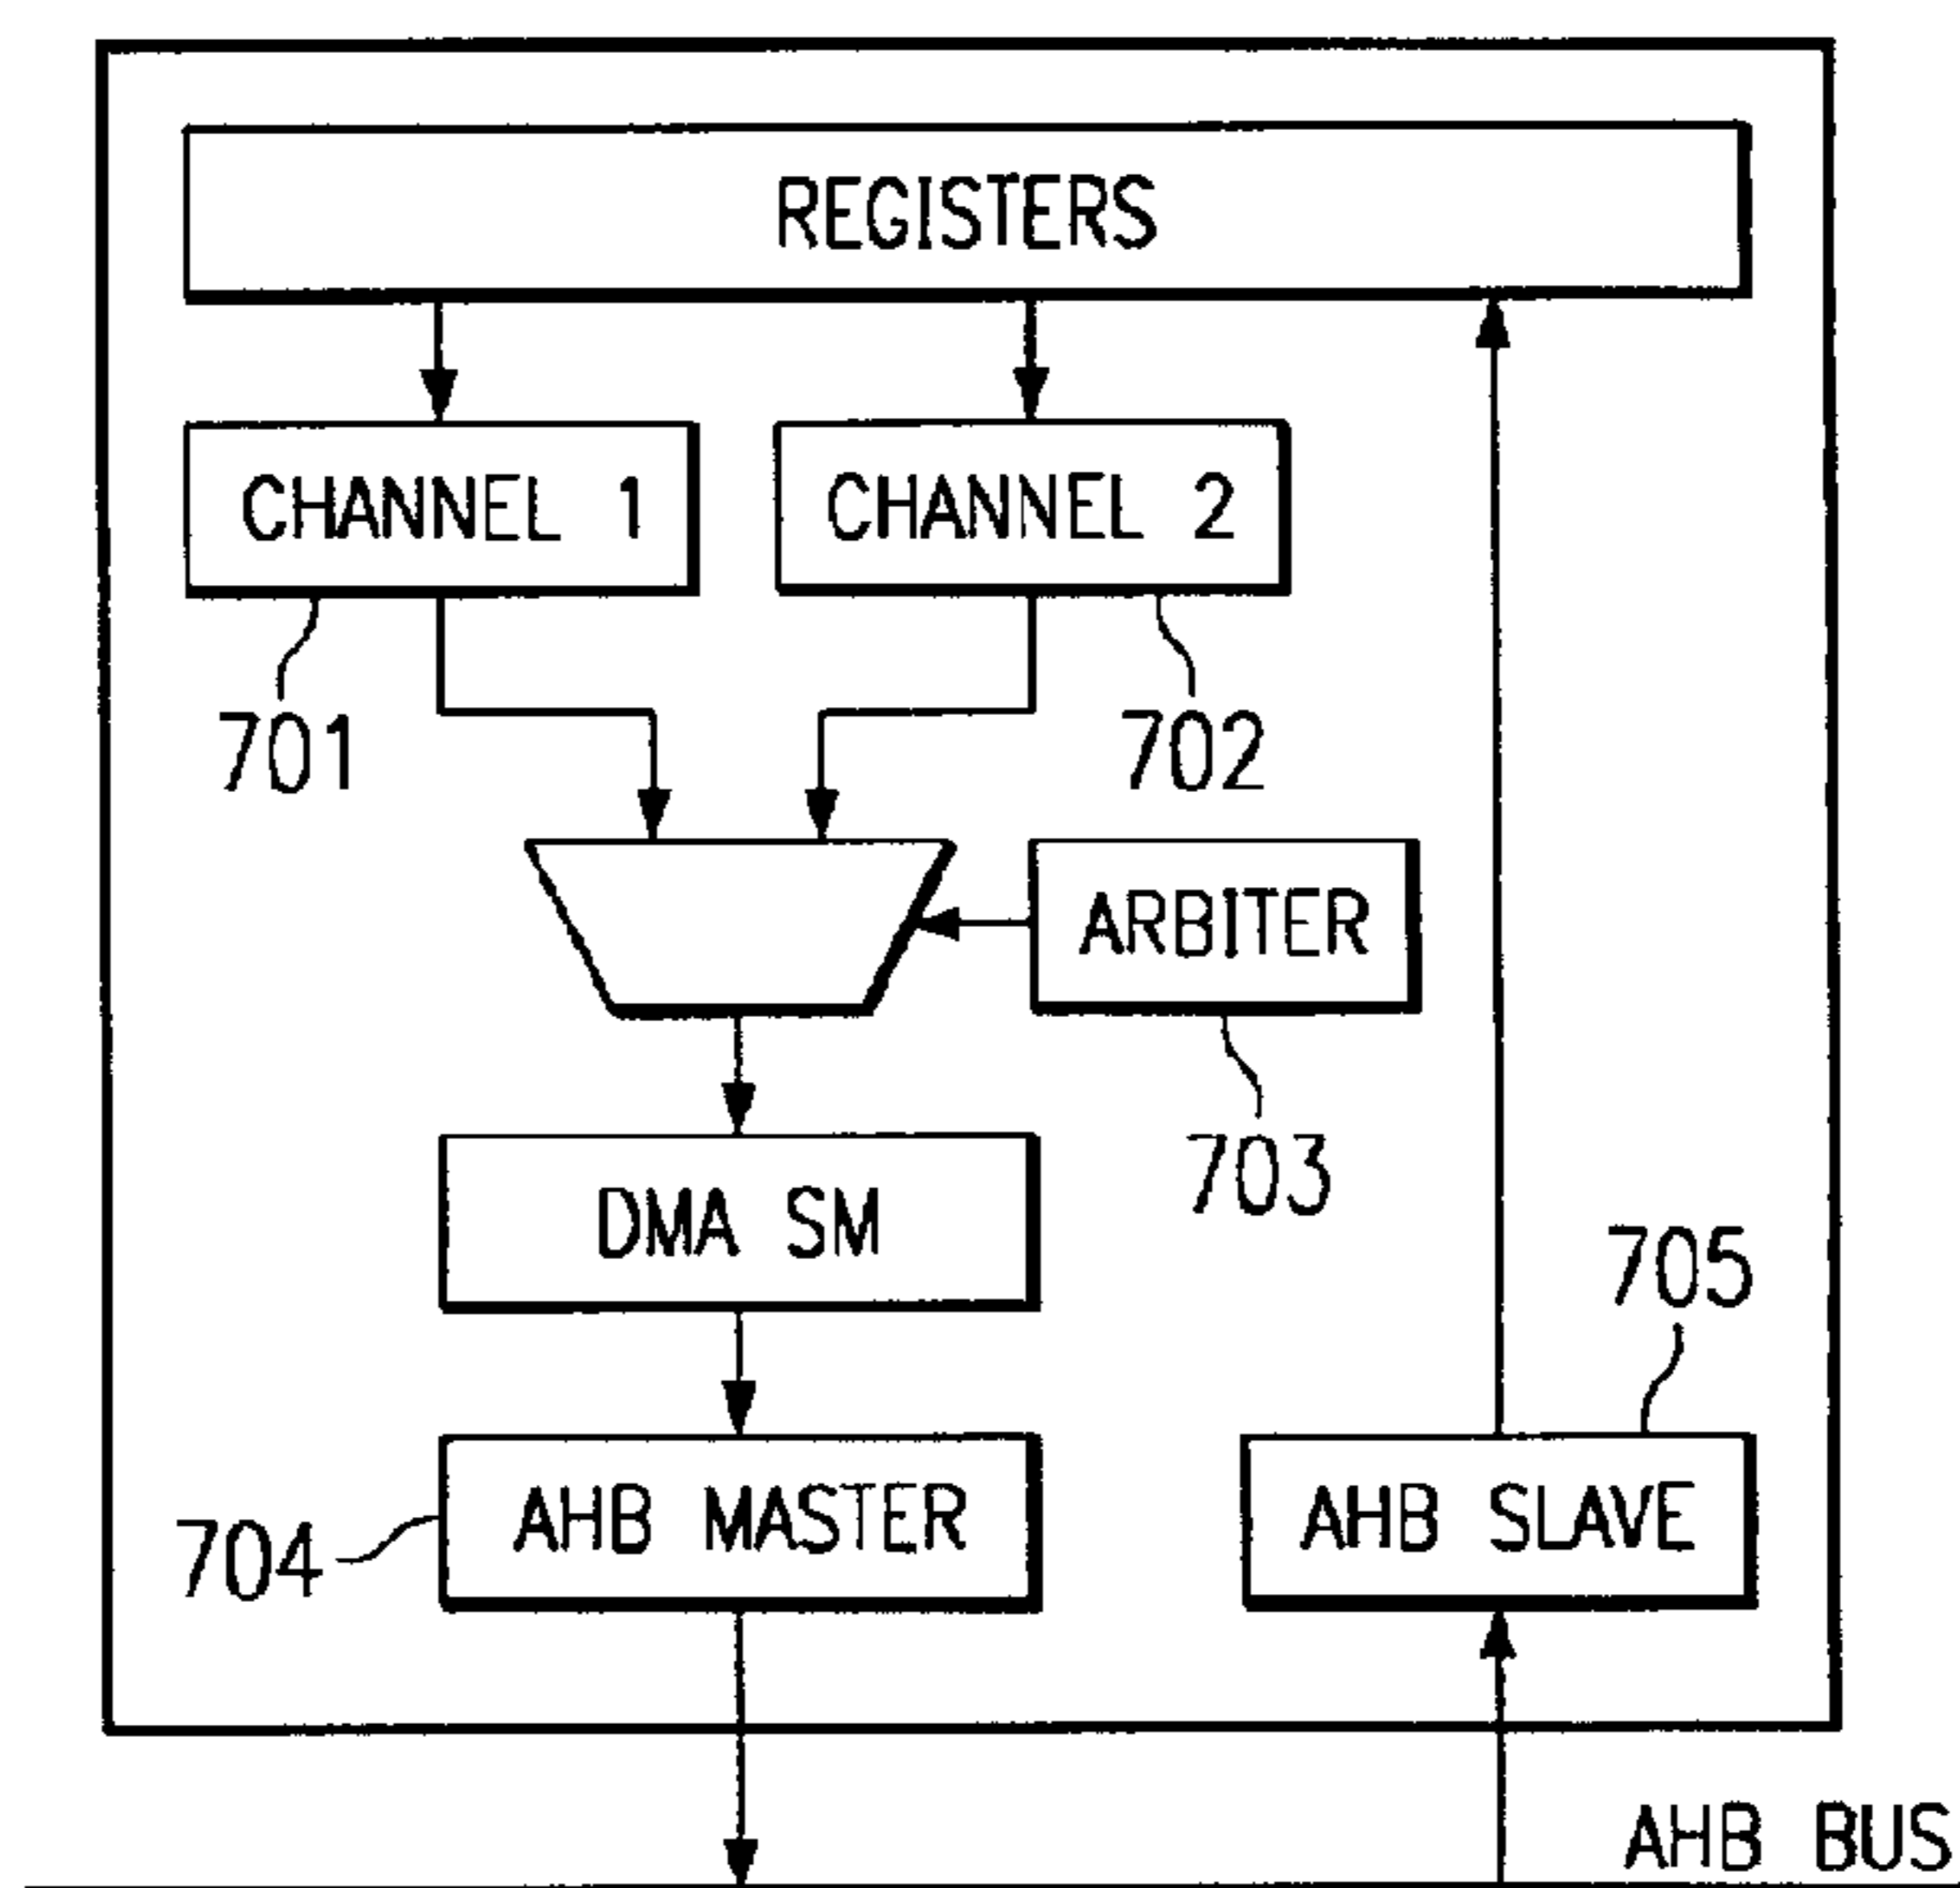 REGISTERS
CHANNEL 1
CHANNEL 2
701
702
ARBITER
703
DMA SM
705
AHB MASTER
AHB SLAVE
704
AHB BUS